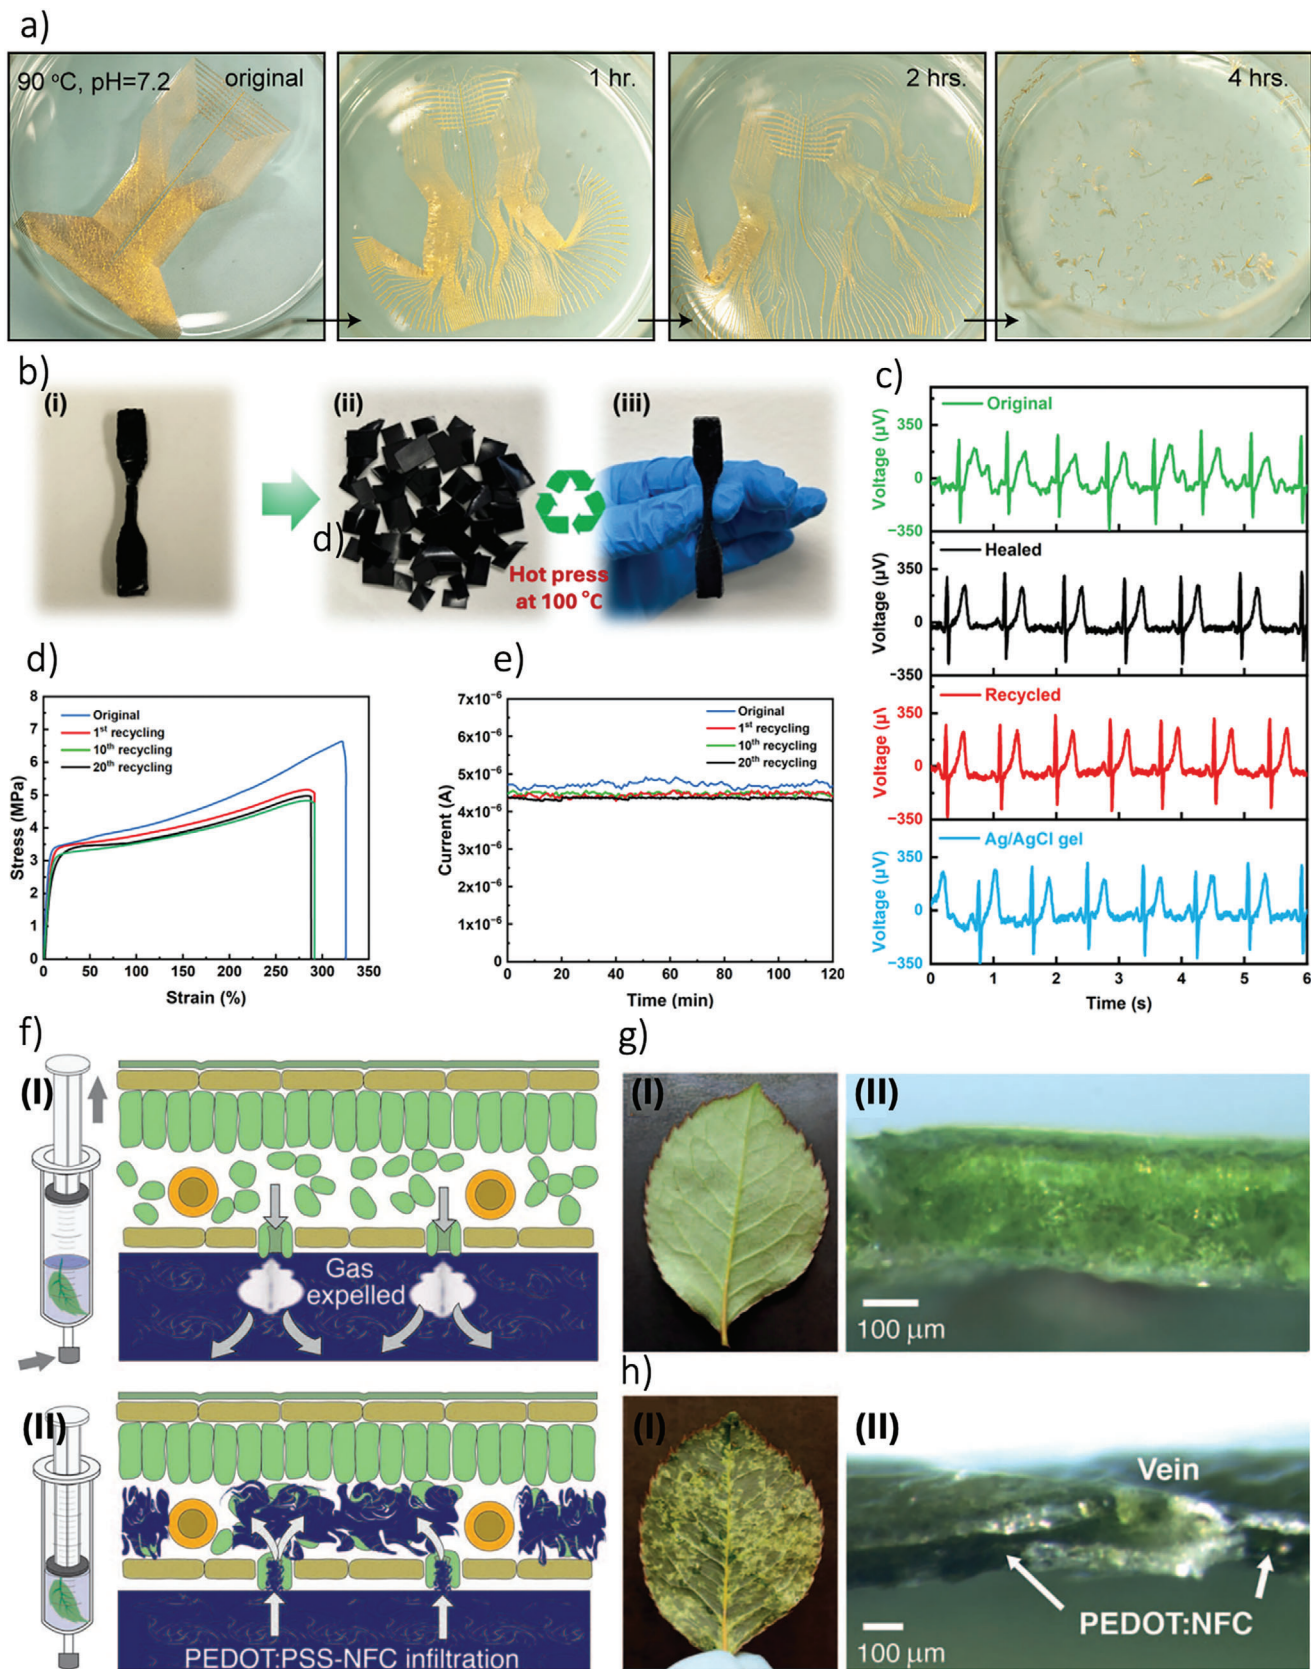 a)
90 °C, pH=7.2
original
1 hr.
2 hrs.
4 hrs.
b)
(i)
(ii)
(iii)
d)
Hot press
at 100 °C
c)
Original
Voltage (µV)
350
−350
Healed
Voltage (µV)
350
0
−350
Recycled
Voltage (µ\
350
0
−350
Ag/AgCl gel
Voltage (µV)
350
0
−350
0 1 2 3 4 5 6
Time (s)
d)
Stress (MPa)
8
7
6
5
4
3
2
1
0
Original
1st recycling
10th recycling
20th recycling
0 50 100 150 200 250 300 350
Strain (%)
e)
Current (A)
7x10⁻⁶
6x10⁻⁶
5x10⁻⁶
4x10⁻⁶
3x10⁻⁶
2x10⁻⁶
1x10⁻⁶
0
Original
1st recycling
10th recycling
20th recycling
0 20 40 60 80 100 120
Time (min)
f)
(I)
Gas
expelled
(II)
PEDOT:PSS-NFC infiltration
g)
(I)
(II)
100 µm
h)
(I)
(II)
Vein
PEDOT:NFC
100 µm